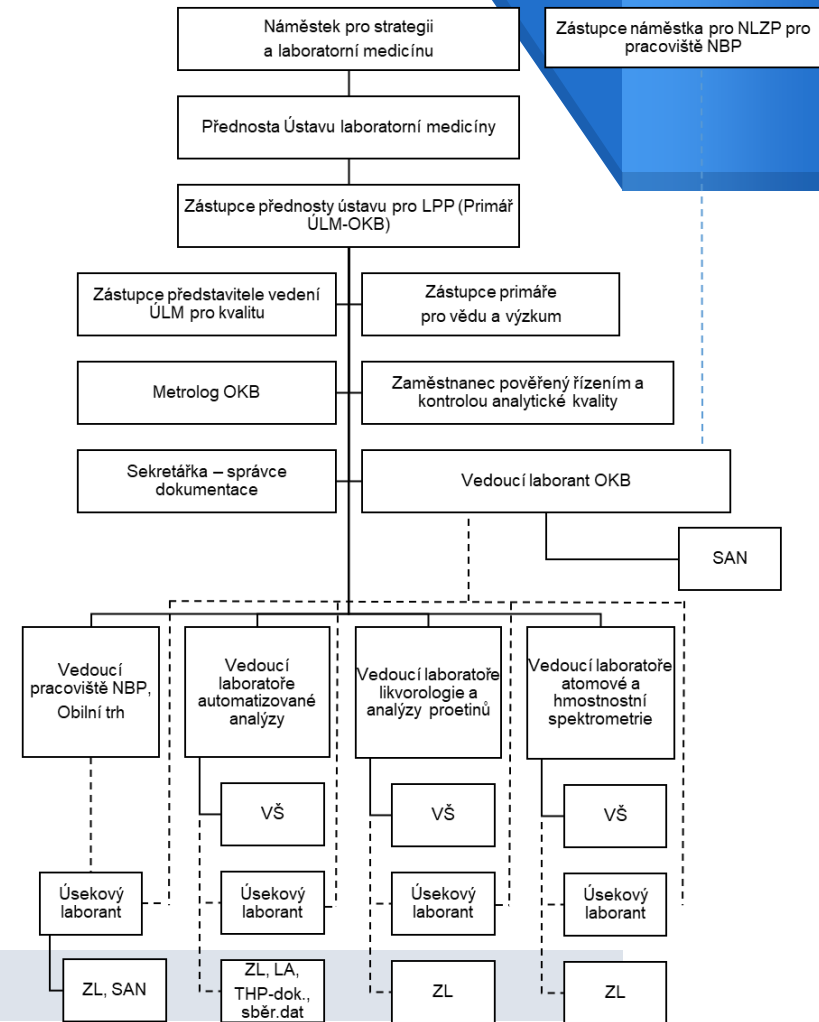 Náměstek pro strategii
a laboratorní medicínu
Zástupce náměstka pro NLZP pro
pracoviště NBP
Přednosta Ústavu laboratorní medicíny
Zástupce přednosty ústavu pro LPP (Primář
ÚLM-OKB)
Zástupce představitele vedení
ÚLM pro kvalitu
Zástupce primáře
pro vědu a výzkum
Metrolog OKB
Zaměstnanec pověřený řízením a
kontrolou analytické kvality
Sekretářka – správce
dokumentace
Vedoucí laborant OKB
SAN
Vedoucí
pracoviště NBP,
Obilní trh
Vedoucí
laboratoře
automatizované
analýzy
Vedoucí laboratoře
likvorologie a
analýzy proetinů
Vedoucí laboratoře
atomové a
hmostnostní
spektrometrie
VŠ
VŠ
VŠ
Úsekový
laborant
Úsekový
laborant
Úsekový
laborant
Úsekový
laborant
ZL, SAN
ZL, LA,
THP-dok.,
sběr.dat
ZL
ZL